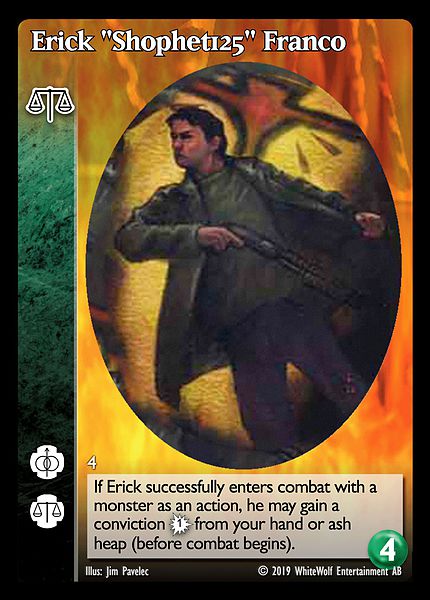 Erick "Shophet125" Franco
4
If Erick successfully enters combat with a
monster as an action, he may gain a
conviction 1 from your hand or ash
heap (before combat begins).
4
Illus: Jim Pavelec © 2019 WhiteWolf Entertainment AB